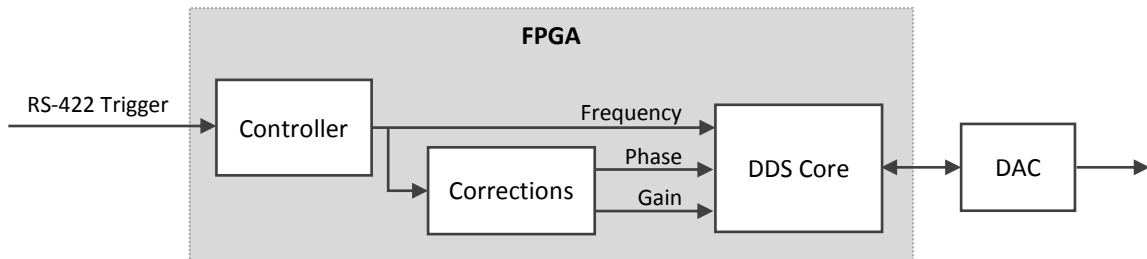 FPGA
RS-422 Trigger
Controller
Frequency
Phase
Corrections
Gain
DDS Core
DAC